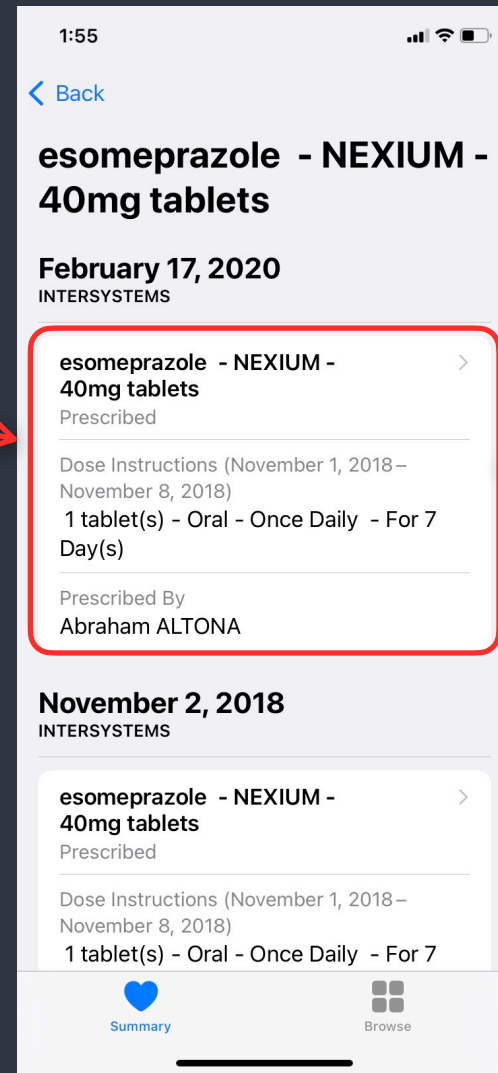 1:55
Back
esomeprazole  - NEXIUM -
40mg tablets
February 17, 2020
INTERSYSTEMS
esomeprazole  - NEXIUM -
40mg tablets
Prescribed
Dose Instructions (November 1, 2018–
November 8, 2018)
1 tablet(s) - Oral - Once Daily  - For 7
Day(s)
Prescribed By
Abraham ALTONA
November 2, 2018
INTERSYSTEMS
esomeprazole  - NEXIUM -
40mg tablets
Prescribed
Dose Instructions (November 1, 2018–
November 8, 2018)
1 tablet(s) - Oral - Once Daily  - For 7
Summary
Browse